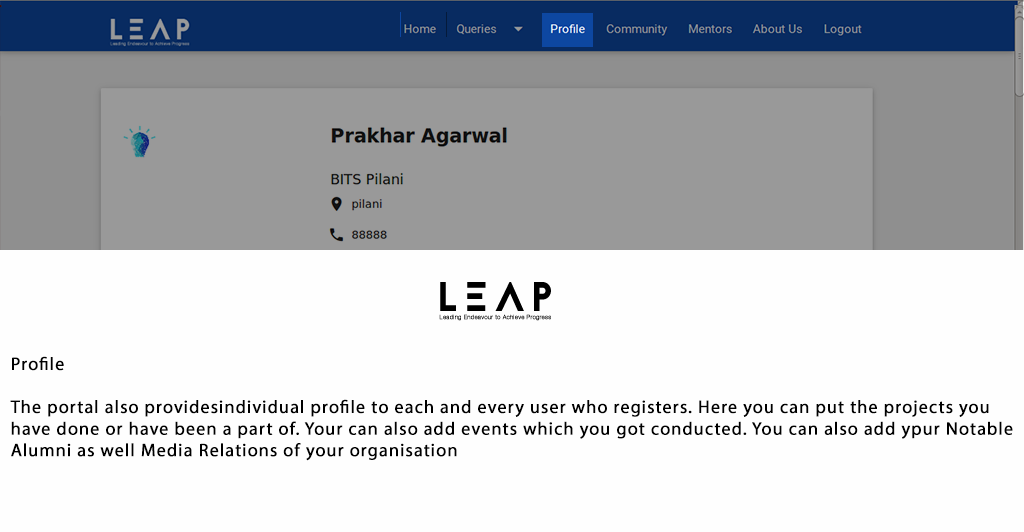 LEAP
Leading Endeavour to Achieve Progress
Home Queries Profile Community Mentors About Us Logout
Prakhar Agarwal
BITS Pilani
pilani
88888
LEAP
Leading Endeavour to Achieve Progress
Profile
The portal also providesindividual profile to each and every user who registers. Here you can put the projects you
have done or have been a part of. Your can also add events which you got conducted. You can also add ypur Notable
Alumni as well Media Relations of your organisation